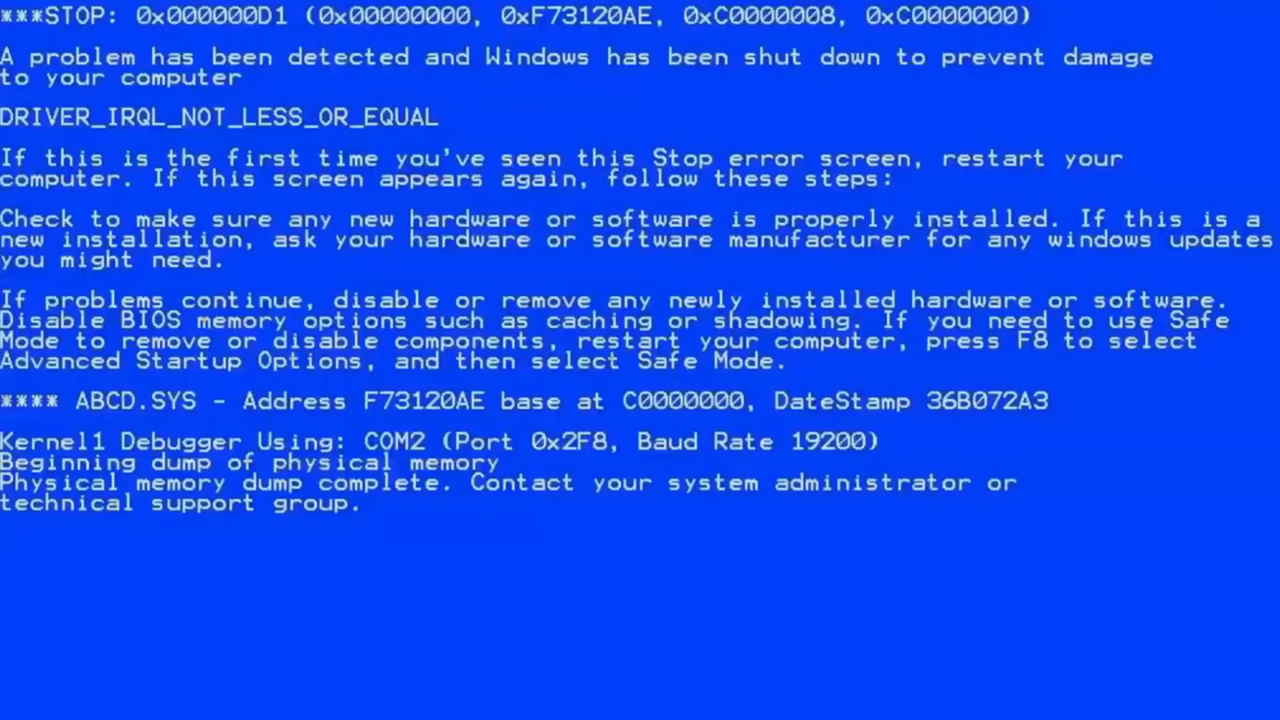 ***STOP: 0x000000D1 (0x00000000, 0xF73120AE, 0xC0000008, 0xC0000000)
A problem has been detected and Windows has been shut down to prevent damage
to your computer
DRIVER_IRQL_NOT_LESS_OR_EQUAL
If this is the first time you've seen this Stop error screen, restart your
computer. If this screen appears again, follow these steps:
Check to make sure any new hardware or software is properly installed. If this is a
new installation, ask your hardware or software manufacturer for any windows updates
you might need.
If problems continue, disable or remove any newly installed hardware or software.
Disable BIOS memory options such as caching or shadowing. If you need to use Safe
Mode to remove or disable components, restart your computer, press F8 to select
Advanced Startup Options, and then select Safe Mode.
**** ABCD.SYS - Address F73120AE base at C0000000, DateStamp 36B072A3
Kernel1 Debugger Using: COM2 (Port 0x2F8, Baud Rate 19200)
Beginning dump of physical memory
Physical memory dump complete. Contact your system administrator or
technical support group.